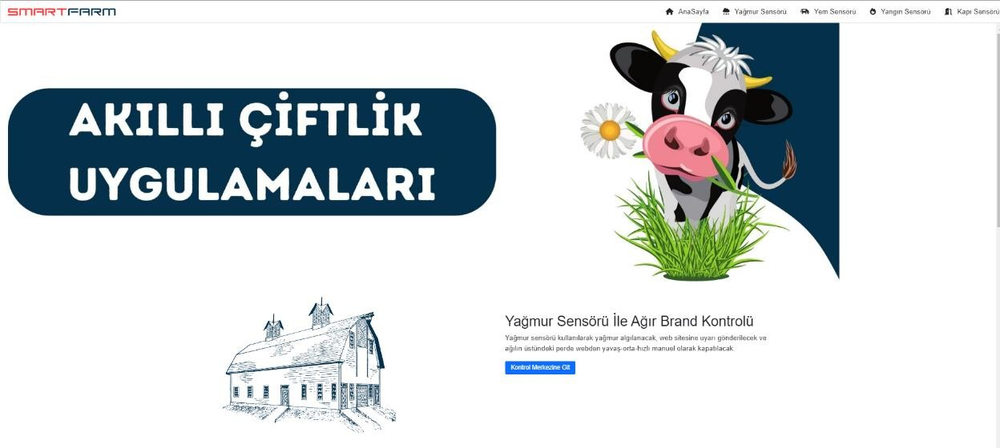 SMARTFARM
AnaSayfa Yağmur Sensörü Yem Sensörü Yangın Sensörü Kapı Sensörü
AKILLI ÇİFTLİK
UYGULAMALARI
Yağmur Sensörü İle Ağır Brand Kontrolü
Yağmur sensörü kullanılarak yağmur algılanacak, web sitesine uyarı gönderilecek ve
ağılın üstündeki perde webden yavaş-orta-hızlı manuel olarak kapatılacak
Kontrol Merkezine Git